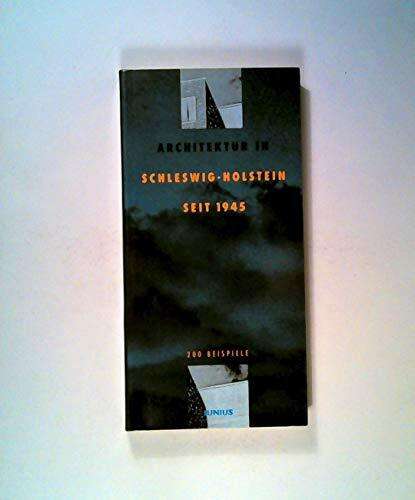 ARCHITEKTUR IN
SCHLESWIG-HOLSTEIN
SEIT 1945
200 BEISPIELE
JUNIUS